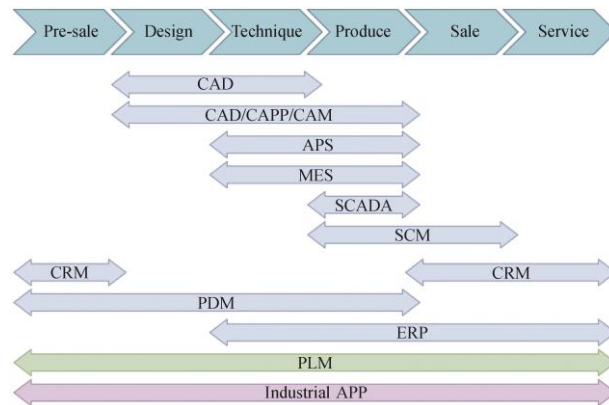 Pre-sale Design Technique Produce Sale Service
CAD
CAD/CAPP/CAM
APS
MES
SCADA
SCM
CRM CRM
PDM
ERP
PLM
Industrial APP